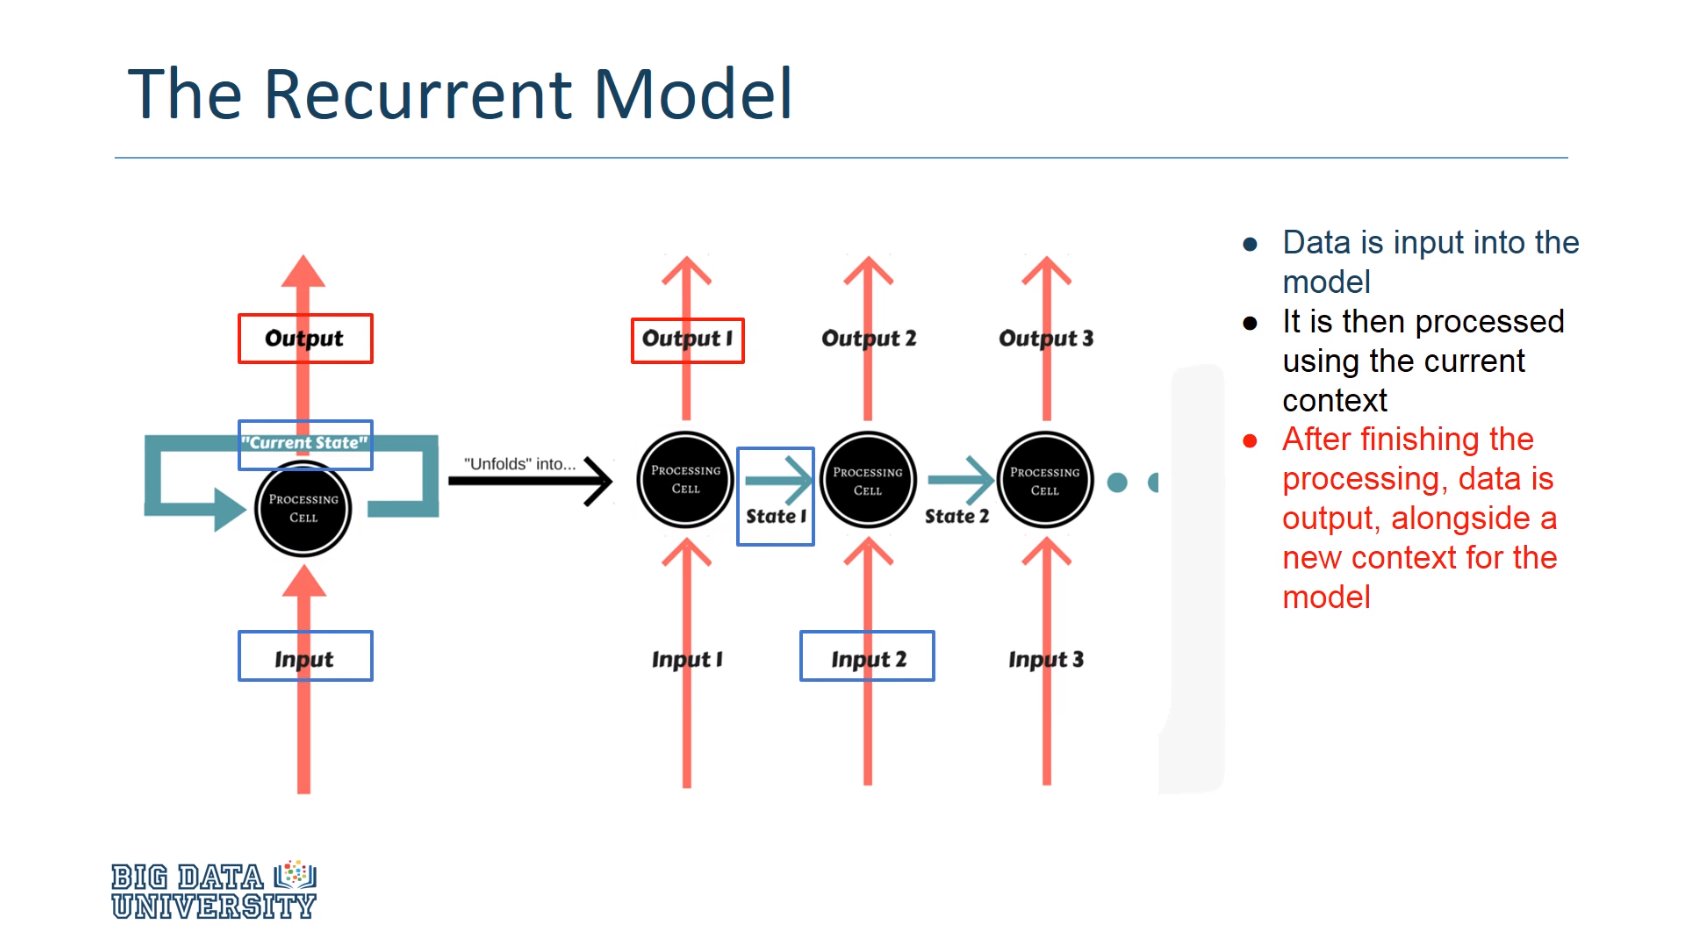 The Recurrent Model
Output
"Current State"
PROCESSING
CELL
Input
"Unfolds" into...
Output 1
Output 2
Output 3
PROCESSING
CELL
State 1
PROCESSING
CELL
State 2
PROCESSING
CELL
Input 1
Input 2
Input 3
● Data is input into the
model
● It is then processed
using the current
context
● After finishing the
processing, data is
output, alongside a
new context for the
model
BIG DATA
UNIVERSITY